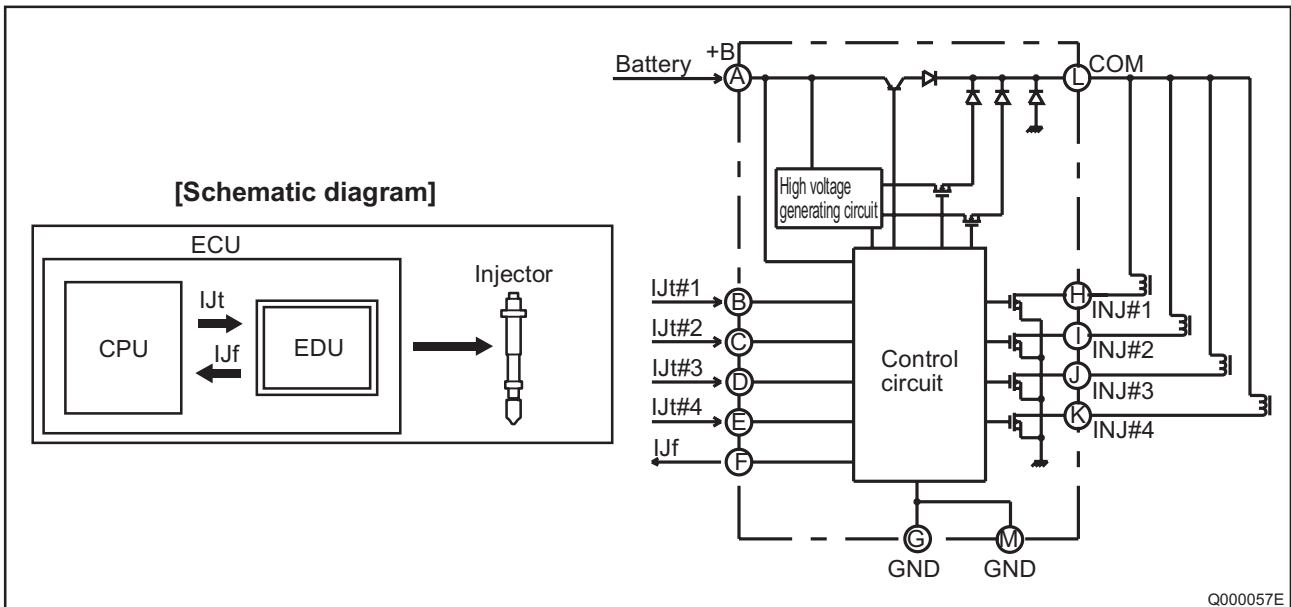 [Schematic diagram]
ECU
CPU
IJt
IJf
EDU
Injector
Battery
+B
A
L
COM
High voltage
generating circuit
IJt#1
B
IJt#2
C
IJt#3
D
IJt#4
E
IJf
F
Control
circuit
H
INJ#1
I
INJ#2
J
INJ#3
K
INJ#4
G
M
GND
GND
Q000057E